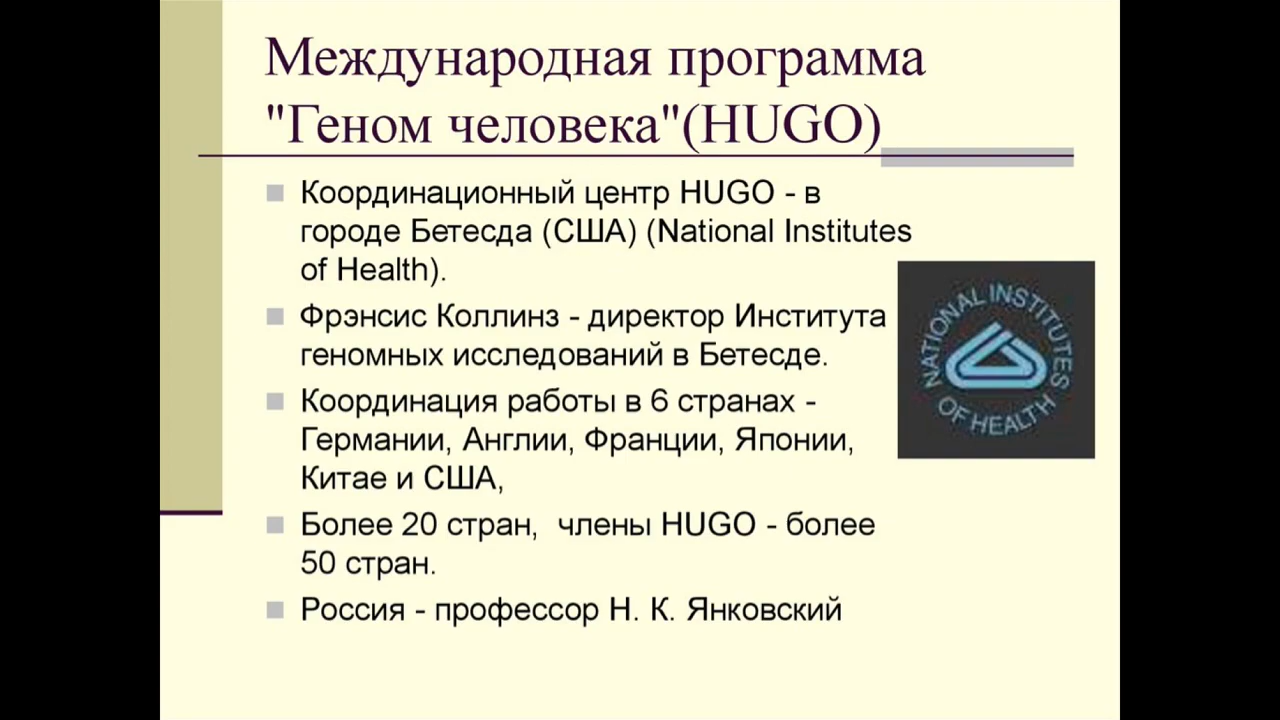 Международная программа
"Геном человека"(HUGO)
Координационный центр HUGO - в
городе Бетесда (США) (National Institutes
of Health).
Фрэнсис Коллинз - директор Института
геномных исследований в Бетесде.
Координация работы в 6 странах -
Германии, Англии, Франции, Японии,
Китае и США,
Более 20 стран,  члены HUGO - более
50 стран.
Россия - профессор Н. К. Янковский
NATIONAL INSTITUTES
OF HEALTH